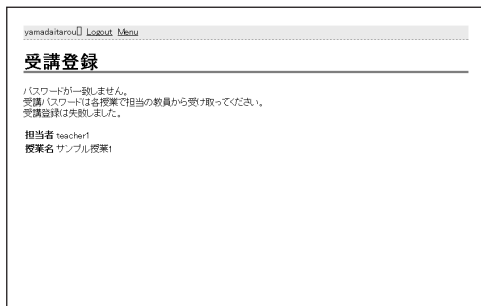 yamadaitarou Logout Menu
受講登録
パスワードが一致しません。
受講パスワードは各授業で担当の教員から受け取ってください。
受講登録は失敗しました。
担当者 teacher1
授業名 サンプル授業1